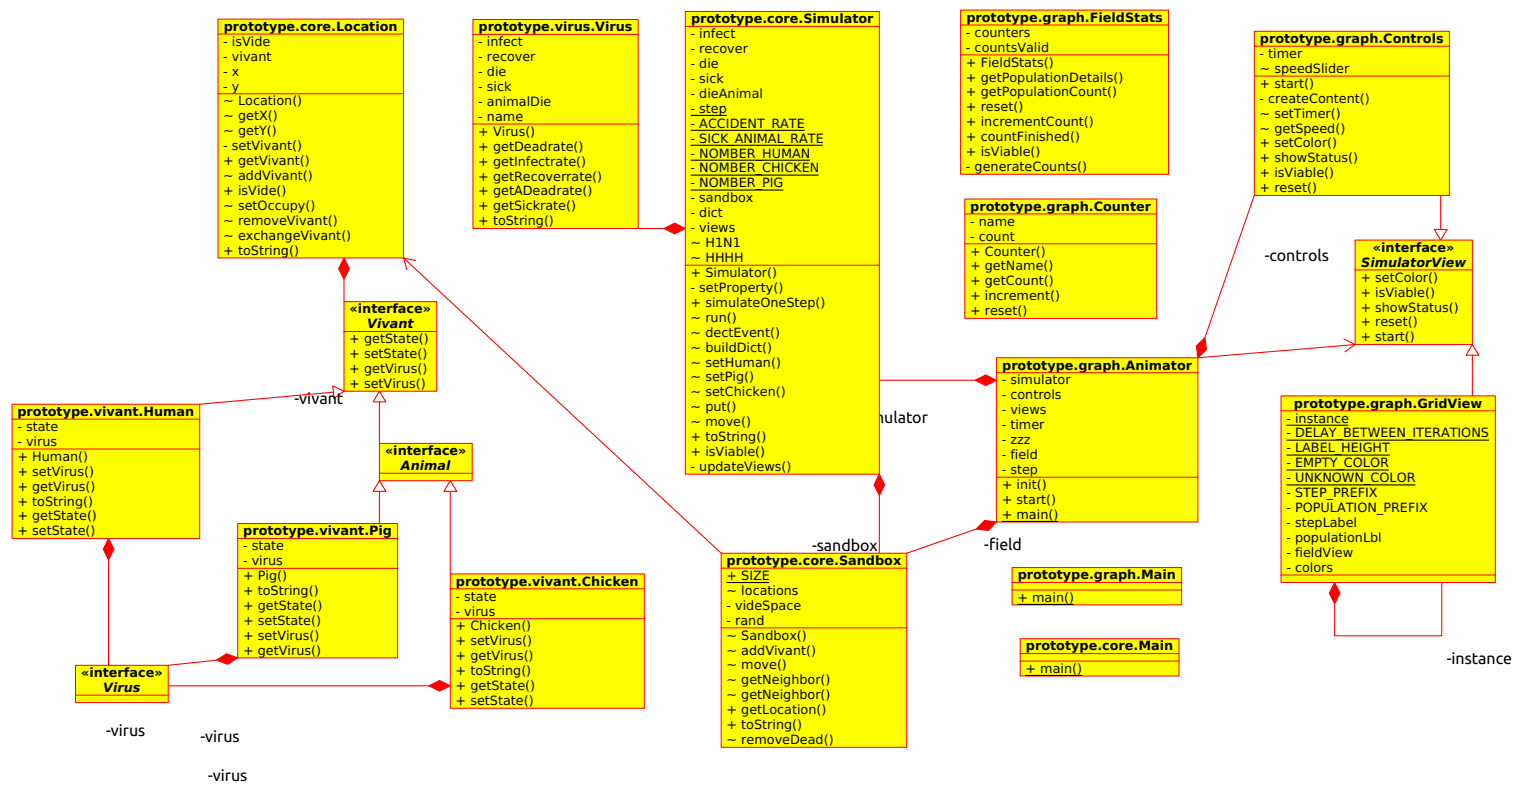 prototype.core.Location
- isVide
- vivant
- x
- y
~ Location()
~ getX()
~ getY()
- setVivant()
+ getVivant()
~ addVivant()
+ isVide()
~ setOccupy()
~ removeVivant()
~ exchangeVivant()
+ toString()
prototype.virus.Virus
- infect
- recover
- die
- sick
- animalDie
- name
+ Virus()
+ getDeadrate()
+ getInfectrate()
+ getRecoverrate()
+ getADeadrate()
+ getSickrate()
+ toString()
prototype.core.Simulator
- infect
- recover
- die
- sick
- dieAnimal
- step
- ACCIDENT_RATE
- SICK_ANIMAL_RATE
- NOMBER_HUMAN
- NOMBER_CHICKEN
- NOMBER_PIG
- sandbox
- dict
- views
~ H1N1
~ HHHH
+ Simulator()
- setProperty()
+ simulateOneStep()
~ run()
~ dectEvent()
~ buildDict()
~ setHuman()
~ setPig()
~ setChicken()
~ put()
~ move()
+ toString()
+ isViable()
- updateViews()
prototype.graph.FieldStats
- counters
- countsValid
+ FieldStats()
+ getPopulationDetails()
+ getPopulationCount()
+ reset()
+ incrementCount()
+ countFinished()
+ isViable()
- generateCounts()
prototype.graph.Controls
- timer
~ speedSlider
+ start()
- createContent()
~ setTimer()
~ getSpeed()
+ setColor()
+ showStatus()
+ isViable()
+ reset()
prototype.graph.Counter
- name
- count
+ Counter()
+ getName()
+ getCount()
+ increment()
+ reset()
-controls
«interface»
SimulatorView
+ setColor()
+ isViable()
+ showStatus()
+ reset()
+ start()
«interface»
Vivant
+ getState()
+ setState()
+ getVirus()
+ setVirus()
-vivant
prototype.graph.Animator
- simulator
- controls
- views
- timer
- zzz
- field
- step
+ init()
+ start()
+ main()
nulator
prototype.graph.GridView
- instance
- DELAY_BETWEEN_ITERATIONS
- LABEL_HEIGHT
- EMPTY_COLOR
- UNKNOWN_COLOR
- STEP_PREFIX
- POPULATION_PREFIX
- stepLabel
- populationLbl
- fieldView
- colors
prototype.vivant.Human
- state
- virus
+ Human()
+ setVirus()
+ getVirus()
+ toString()
+ getState()
+ setState()
«interface»
Animal
prototype.vivant.Pig
- state
- virus
+ Pig()
+ toString()
+ getState()
+ setState()
+ setVirus()
+ getVirus()
prototype.vivant.Chicken
- state
- virus
+ Chicken()
+ setVirus()
+ getVirus()
+ toString()
+ getState()
+ setState()
-sandbox
-field
prototype.core.Sandbox
+ SIZE
~ locations
- videSpace
- rand
~ Sandbox()
~ addVivant()
~ move()
~ getNeighbor()
~ getNeighbor()
+ getLocation()
+ toString()
~ removeDead()
prototype.graph.Main
+ main()
prototype.core.Main
+ main()
-instance
«interface»
Virus
-virus
-virus
-virus